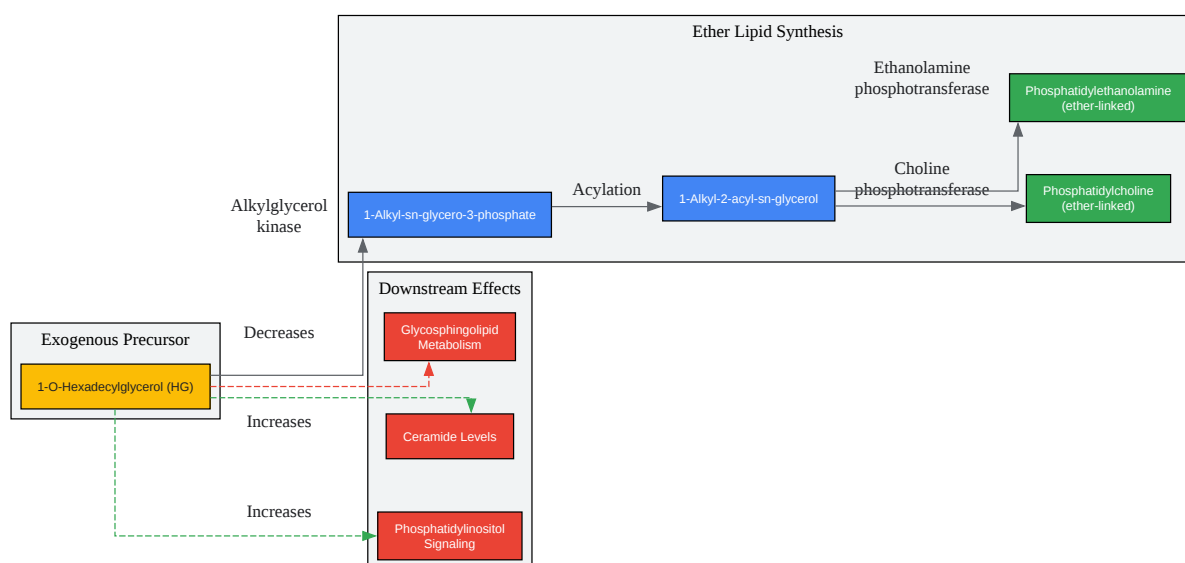 Ether Lipid Synthesis
Ethanolamine
phosphotransferase
Phosphatidylethanolamine
(ether-linked)
Alkylglycerol
kinase
1-Alkyl-sn-glycero-3-phosphate
Acylation
1-Alkyl-2-acyl-sn-glycerol
Choline
phosphotransferase
Phosphatidylcholine
(ether-linked)
Downstream Effects
Exogenous Precursor
1-O-Hexadecylglycerol (HG)
Decreases
Glycosphingolipid
Metabolism
Increases
Ceramide Levels
Increases
Phosphatidylinositol
Signaling